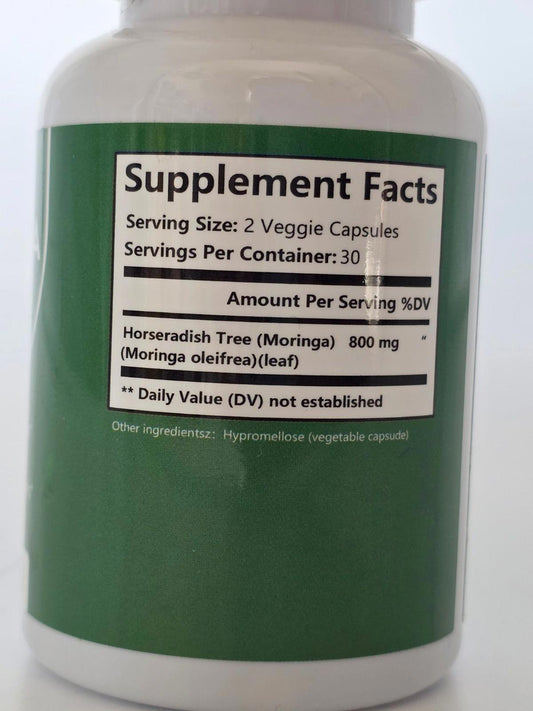 Supplement Facts
Serving Size: 2 Veggie Capsules
Servings Per Container: 30
Amount Per Serving %DV
Horseradish Tree (Moringa) 800 mg "
(Moringa oleifrea)(leaf)
** Daily Value (DV) not established
Other ingredientsz: Hypromellose (vegetable capsude)